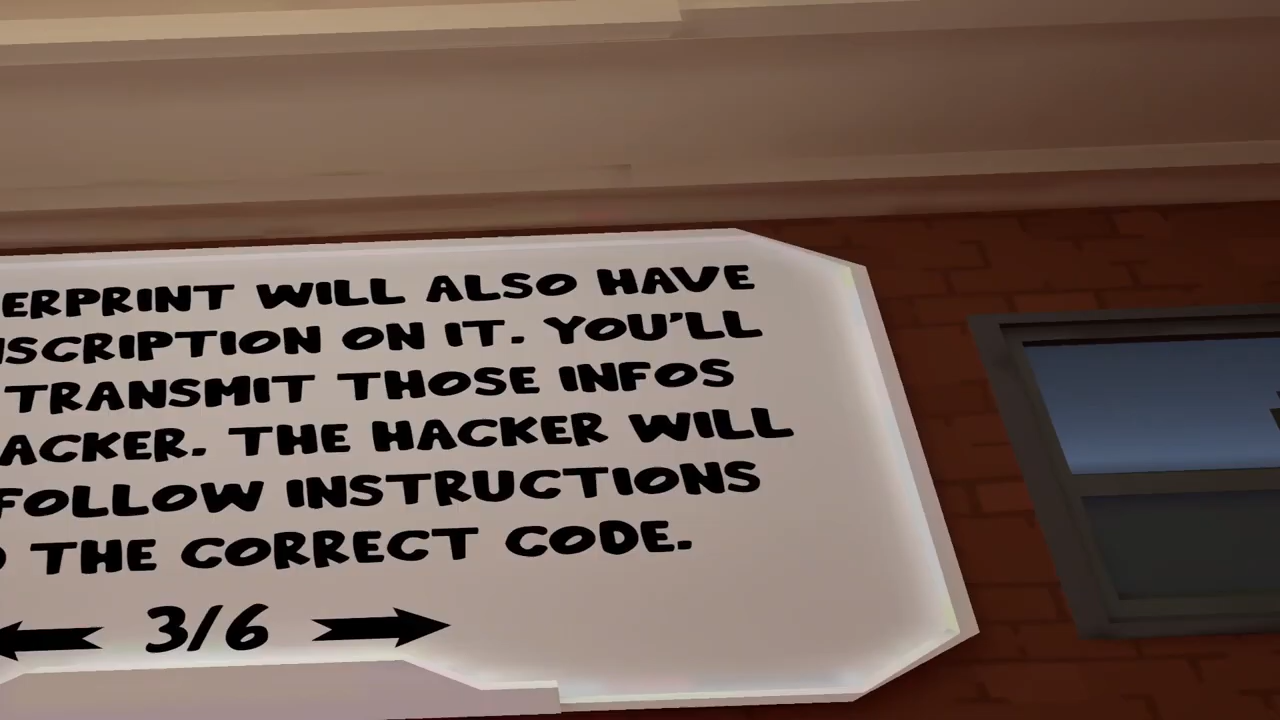 ERPRINT WILL ALSO HAVE
SCRIPTION ON IT. YOU'LL
TRANSMIT THOSE INFOS
ACKER. THE HACKER WILL
FOLLOW INSTRUCTIONS
THE CORRECT CODE.
3/6